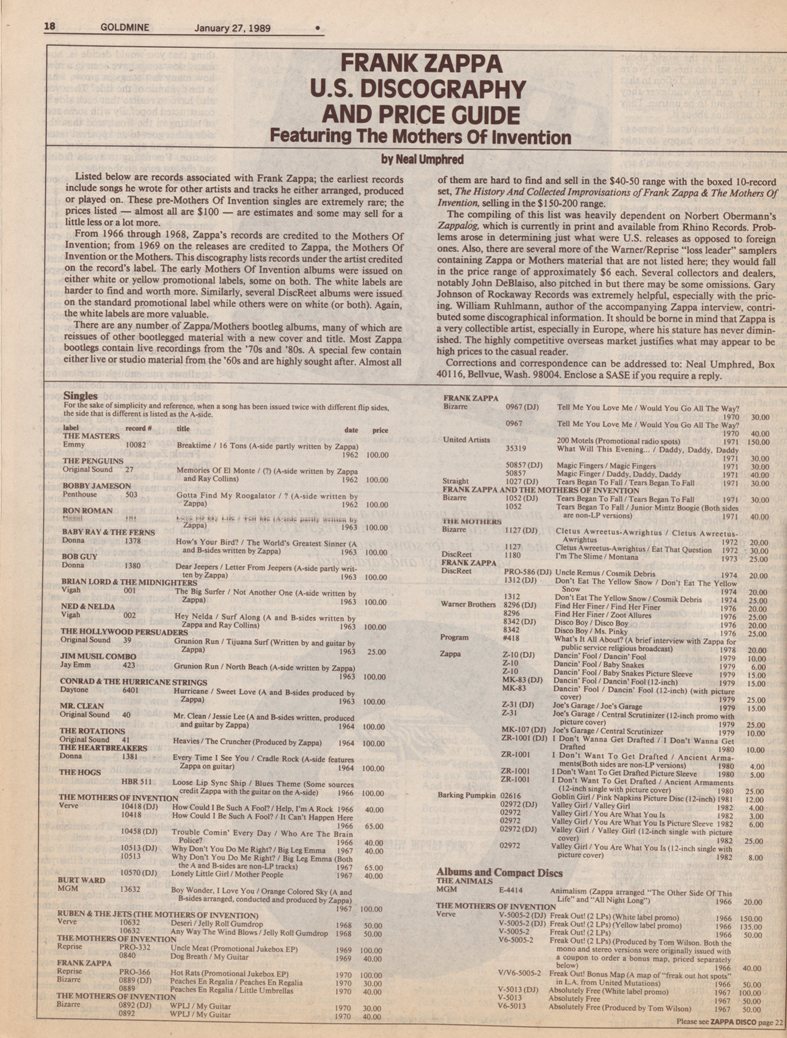 18 GOLDMINE January 27, 1989 •
FRANK ZAPPA
U.S. DISCOGRAPHY
AND PRICE GUIDE
Featuring The Mothers Of Invention
by Neal Umphred
Listed below are records associated with Frank Zappa; the earliest records
include songs he wrote for other artists and tracks he either arranged, produced
or played on. These pre-Mothers Of Invention singles are extremely rare; the
prices listed — almost all are $100 — are estimates and some may sell for a
little less or a lot more.
From 1966 through 1968, Zappa's records are credited to the Mothers Of
Invention; from 1969 on the releases are credited to Zappa, the Mothers Of
Invention or the Mothers. This discography lists records under the artist credited
on the record's label. The early Mothers Of Invention albums were issued on
either white or yellow promotional labels, some on both. The white labels are
harder to find and worth more. Similarly, several DiscReet albums were issued
on the standard promotional label while others were on white (or both). Again,
the white labels are more valuable.
There are any number of Zappa/Mothers bootleg albums, many of which are
reissues of other bootlegged material with a new cover and title. Most Zappa
bootlegs contain live recordings from the '70s and '80s. A special few contain
either live or studio material from the '60s and are highly sought after. Almost all
of them are hard to find and sell in the $40-50 range with the boxed 10-record
set, The History And Collected Improvisations of Frank Zappa & The Mothers Of
Invention, selling in the $150-200 range.
The compiling of this list was heavily dependent on Norbert Obermann's
Zappalog, which is currently in print and available from Rhino Records. Prob-
lems arose in determining just what were U.S. releases as opposed to foreign
ones. Also, there are several more of the Warner/Reprise "loss leader" samplers
containing Zappa or Mothers material that are not listed here; they would fall
in the price range of approximately $6 each. Several collectors and dealers,
notably John DeBlaiso, also pitched in but there may be some omissions. Gary
Johnson of Rockaway Records was extremely helpful, especially with the pric-
ing. William Ruhlmann, author of the accompanying Zappa interview, contri-
buted some discographical information. It should be borne in mind that Zappa is
a very collectible artist, especially in Europe, where his stature has never dimin-
ished. The highly competitive overseas market justifies what may appear to be
high prices to the casual reader.
Corrections and correspondence can be addressed to: Neal Umphred, Box
40116, Bellvue, Wash. 98004. Enclose a SASE if you require a reply.
Singles
For the sake of simplicity and reference, when a song has been issued twice with different flip sides,
the side that is different is listed as the A-side.
label record # title date price
THE MASTERS
Emmy 10082 Breaktime / 16 Tons (A-side partly written by Zappa)
1962 100.00
THE PENGUINS
Original Sound 27 Memories Of El Monte / (?) (A-side written by Zappa
and Ray Collins) 1962 100.00
BOBBY JAMESON
Penthouse 503 Gotta Find My Roogalator / ? (A-side written by
Zappa) 1962 100.00
RON ROMAN
Zappa) 1963 100.00
BABY RAY & THE FERNS
Donna 1378 How's Your Bird? / The World's Greatest Sinner (A
and B-sides written by Zappa) 1963 100.00
BOB GUY
Donna 1380 Dear Jeepers / Letter From Jeepers (A-side partly writ-
ten by Zappa) 1963 100.00
BRIAN LORD & THE MIDNIGHTERS
Vigah 001 The Big Surfer / Not Another One (A-side written by
Zappa) 1963 100.00
NED & NELDA
Vigah 002 Hey Nelda / Surf Along (A and B-sides written by
Zappa and Ray Collins) 1963 100.00
THE HOLLYWOOD PERSUADERS
Original Sound 39 Grunion Run / Tijuana Surf (Written by and guitar by
Zappa) 1963 25.00
JIM MUSIL COMBO
Jay Emm 423 Grunion Run / North Beach (A-side written by Zappa)
1963 100.00
CONRAD & THE HURRICANE STRINGS
Daytone 6401 Hurricane / Sweet Love (A and B-sides produced by
Zappa) 1963 100.00
MR. CLEAN
Original Sound 40 Mr. Clean / Jessie Lee (A and B-sides written, produced
and guitar by Zappa) 1964 100.00
THE ROTATIONS
Original Sound 41 Heavies / The Cruncher (Produced by Zappa) 1964 100.00
THE HEARTBREAKERS
Donna 1381 Every Time I See You / Cradle Rock (A-side features
Zappa on guitar) 1964 100.00
THE HOGS
HBR 511 Loose Lip Sync Ship / Blues Theme (Some sources
credit Zappa with the guitar on the A-side) 1966 100.00
THE MOTHERS OF INVENTION
Verve 10418 (DJ) How Could I Be Such A Fool? / Help, I'm A Rock 1966 40.00
10418 How Could I Be Such A Fool? / It Can't Happen Here
1966 65.00
10458 (DJ) Trouble Comin' Every Day / Who Are The Brain
Police? 1966 40.00
10513 (DJ) Why Don't You Do Me Right? / Big Leg Emma 1967 40.00
10513 Why Don't You Do Me Right? / Big Leg Emma (Both
the A and B-sides are non-LP tracks) 1967 65.00
10570 (DJ) Lonely Little Girl / Mother People 1967 40.00
BURT WARD
MGM 13632 Boy Wonder, I Love You / Orange Colored Sky (A and
B-sides arranged, conducted and produced by Zappa)
1967 100.00
RUBEN & THE JETS (THE MOTHERS OF INVENTION)
Verve 10632 Deseri / Jelly Roll Gumdrop 1968 50.00
10632 Any Way The Wind Blows / Jelly Roll Gumdrop 1968 50.00
THE MOTHERS OF INVENTION
Reprise PRO-332 Uncle Meat (Promotional Jukebox EP) 1969 100.00
0840 Dog Breath / My Guitar 1969 40.00
FRANK ZAPPA
Reprise PRO-366 Hot Rats (Promotional Jukebox EP) 1970 100.00
Bizarre 0889 (DJ) Peaches En Regalia / Peaches En Regalia 1970 30.00
0889 Peaches En Regalia / Little Umbrellas 1970 40.00
THE MOTHERS OF INVENTION
Bizarre 0892 (DJ) WPLJ / My Guitar 1970 30.00
0892 WPLJ / My Guitar 1970 40.00
FRANK ZAPPA
Bizarre 0967 (DJ) Tell Me You Love Me / Would You Go All The Way?
1970 30.00
0967 Tell Me You Love Me / Would You Go All The Way?
1970 40.00
United Artists 200 Motels (Promotional radio spots) 1971 150.00
35319 What Will This Evening... / Daddy, Daddy, Daddy
1971 30.00
50857 (DJ) Magic Fingers / Magic Fingers 1971 30.00
50857 Magic Finger / Daddy, Daddy, Daddy 1971 40.00
Straight 1027 (DJ) Tears Began To Fall / Tears Began To Fall 1971 30.00
FRANK ZAPPA AND THE MOTHERS OF INVENTION
Bizarre 1052 (DJ) Tears Began To Fall / Tears Began To Fall 1971 30.00
1052 Tears Began To Fall / Junior Mintz Boogie (Both sides
are non-LP tracks) 1971 40.00
THE MOTHERS
Bizarre 1127 (DJ) Cletus Awreetus-Awrightus / Cletus Awreetus-
Awrightus 1972 20.00
1127 Cletus Awreetus-Awrightus / Eat That Question 1972 30.00
DiscReet 1180 I'm The Slime / Montana 1973 25.00
FRANK ZAPPA
DiscReet PRO-586 (DJ) Uncle Remus / Cosmik Debris 1974 20.00
1312 (DJ) Don't Eat The Yellow Snow / Don't Eat The Yellow
Snow 1974 20.00
1312 Don't Eat The Yellow Snow / Cosmik Debris 1974 25.00
Warner Brothers 8296 (DJ) Find Her Finer / Find Her Finer 1976 20.00
8296 Find Her Finer / Zoot Allures 1976 25.00
8342 (DJ) Disco Boy / Disco Boy 1976 20.00
8342 Disco Boy / Ms. Pinky 1976 25.00
Program #418 What's It All About? (A brief interview with Zappa for
public service religious broadcast) 1978 20.00
Zappa Z-10 (DJ) Dancin' Fool / Dancin' Fool 1979 10.00
Z-10 Dancin' Fool / Baby Snakes 1979 6.00
Z-10 Dancin' Fool / Baby Snakes Picture Sleeve 1979 15.00
MK-83 (DJ) Dancin' Fool / Dancin' Fool (12-inch) 1979 15.00
MK-83 Dancin' Fool / Dancin' Fool (12-inch) (with picture
cover) 1979 25.00
Z-31 (DJ) Joe's Garage / Joe's Garage 1979 15.00
Z-31 Joe's Garage / Central Scrutinizer (12-inch promo with
picture cover) 1979 25.00
MK-107 (DJ) Joe's Garage / Central Scrutinizer 1979 10.00
ZR-1001 (DJ) I Don't Wanna Get Drafted / I Don't Wanna Get
Drafted 1980 10.00
ZR-1001 I Don't Want To Get Drafted / Ancient Arma-
ments(Both sides are non-LP versions) 1980 4.00
ZR-1001 I Don't Want To Get Drafted Picture Sleeve 1980 5.00
ZR-1001 I Don't Want To Get Drafted / Ancient Armaments
(12-inch single with picture cover) 1980 25.00
Barking Pumpkin 02616 Goblin Girl / Pink Napkins Picture Disc (12-inch) 1981 12.00
02972 (DJ) Valley Girl / Valley Girl 1982 4.00
02972 Valley Girl / You Are What You Is 1982 3.00
02972 Valley Girl / You Are What You Is Picture Sleeve 1982 6.00
02972 (DJ) Valley Girl / Valley Girl (12-inch single with picture
cover) 1982 25.00
02972 Valley Girl / You Are What You Is (12-inch single with
picture cover) 1982 8.00
Albums and Compact Discs
THE ANIMALS
MGM E-4414 Animalism (Zappa arranged "The Other Side Of This
Life" and "All Night Long") 1966 20.00
THE MOTHERS OF INVENTION
Verve V-5005-2 (DJ) Freak Out! (2 LPs) (White label promo) 1966 150.00
V-5005-2 (DJ) Freak Out! (2 LPs) (Yellow label promo) 1966 135.00
V-5005-2 Freak Out! (2 LPs) 1966 50.00
V6-5005-2 Freak Out! (2 LPs) (Produced by Tom Wilson. Both the
mono and stereo versions were originally issued with
a coupon to order a bonus map, priced separately
below) 1966 40.00
V/V6-5005-2 Freak Out! Bonus Map (A map of "freak out hot spots"
in L.A. from United Mutations) 1966 50.00
V-5013 (DJ) Absolutely Free (White label promo) 1967 100.00
V-5013 Absolutely Free 1967 50.00
V6-5013 Absolutely Free (Produced by Tom Wilson) 1967 50.00
Please see ZAPPA DISCO page 22